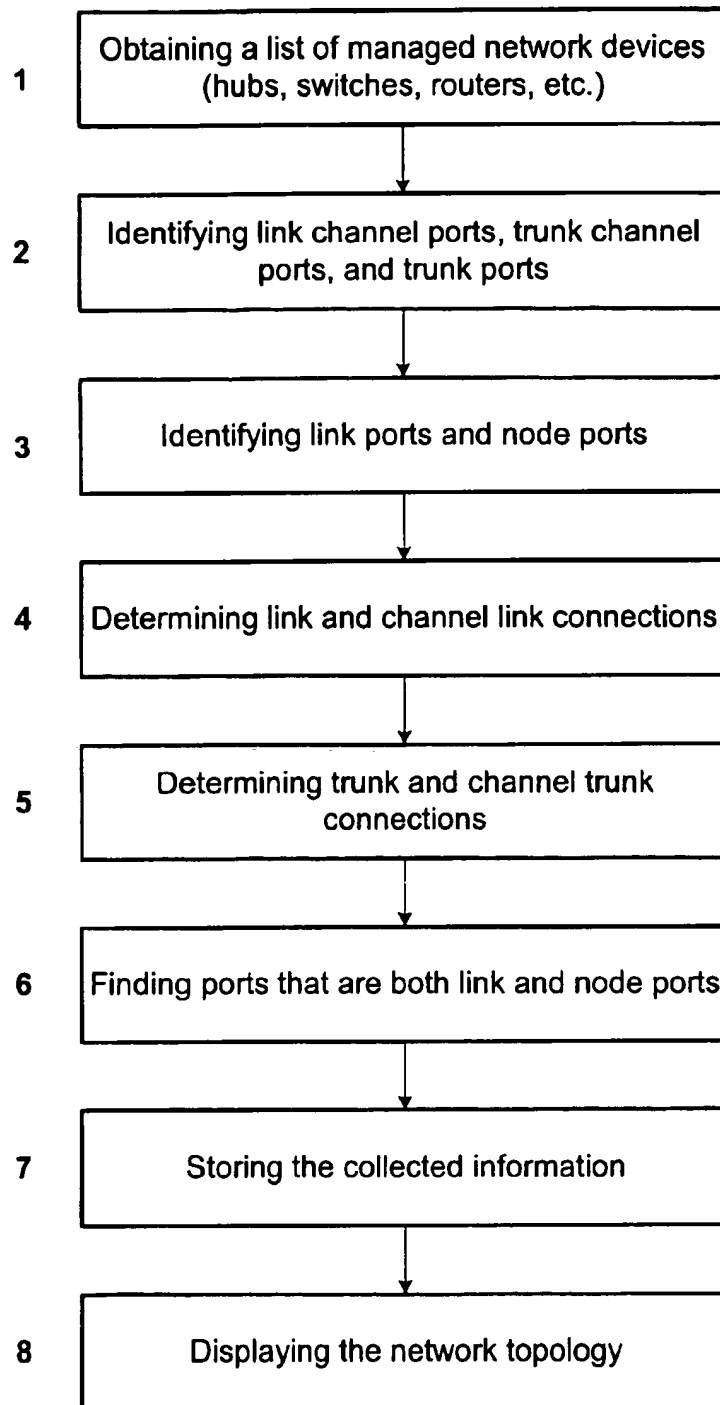 1
Obtaining a list of managed network devices
(hubs, switches, routers, etc.)
2
Identifying link channel ports, trunk channel
ports, and trunk ports
3
Identifying link ports and node ports
4
Determining link and channel link connections
5
Determining trunk and channel trunk
connections
6
Finding ports that are both link and node ports
7
Storing the collected information
8
Displaying the network topology